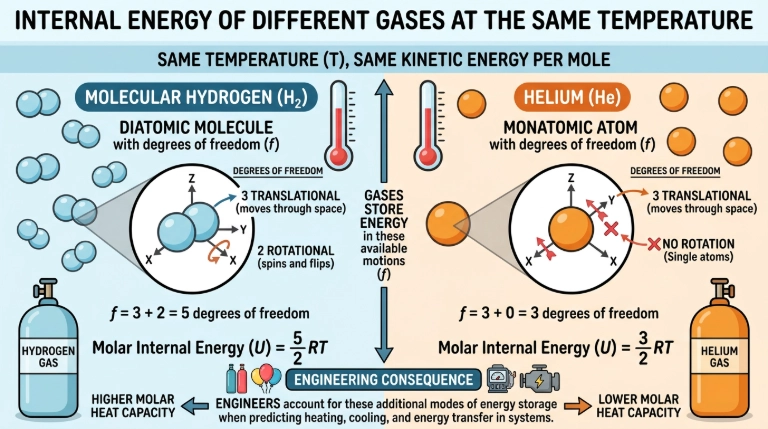 INTERNAL ENERGY OF DIFFERENT GASES AT THE SAME TEMPERATURE
SAME TEMPERATURE (T), SAME KINETIC ENERGY PER MOLE
MOLECULAR HYDROGEN (H₂)
DIATOMIC MOLECULE
with degrees of freedom (f)
DEGREES OF FREEDOM
3 TRANSLATIONAL
(moves through space)
2 ROTATIONAL
(spins and flips)
Z
Y
X
X
f = 3 + 2 = 5 degrees of freedom
Molar Internal Energy (U) = 5/2 RT
HYDROGEN
GAS
HIGHER MOLAR
HEAT CAPACITY
GASES
STORE
ENERGY
in these
available
motions
(f)
HELIUM (He)
MONATOMIC ATOM
with degrees of freedom (f)
DEGREES OF FREEDOM
3 TRANSLATIONAL
(moves through space)
NO ROTATION
(Single atoms)
Z
Y
X
X
f = 3 + 0 = 3 degrees of freedom
Molar Internal Energy (U) = 3/2 RT
HELIUM
GAS
LOWER MOLAR
HEAT CAPACITY
ENGINEERING CONSEQUENCE
ENGINEERS account for these additional modes of energy storage
when predicting heating, cooling, and energy transfer in systems.